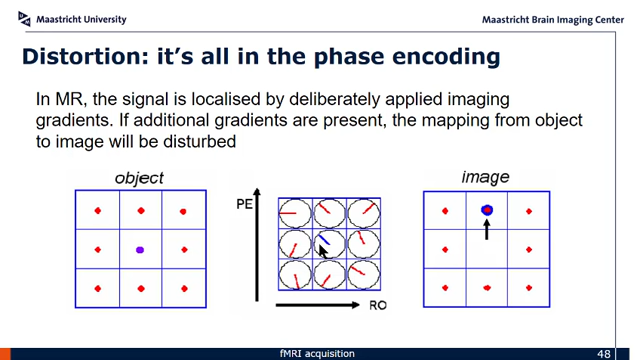 Maastricht University
Maastricht Brain Imaging Center
Distortion: it's all in the phase encoding
In MR, the signal is localised by deliberately applied imaging
gradients. If additional gradients are present, the mapping from object
to image will be disturbed
object
image
PE
RO
fMRI acquisition
48